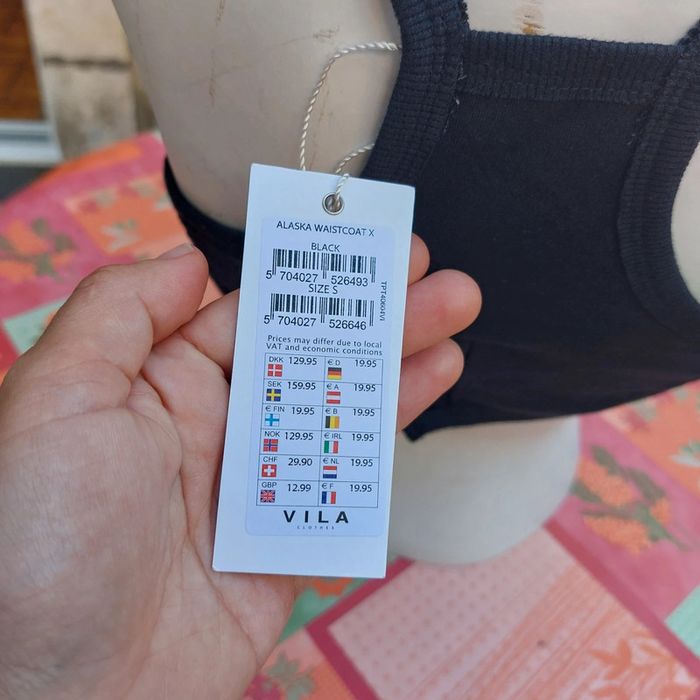 ALASKA WAISTCOAT X
BLACK
5 704027 526493
SIZE S
5 704027 526646
TPT40604VI
Prices may differ due to local
VAT and economic conditions
DKK 129.95 € D 19.95
SEK 159.95 € A 19.95
€ FIN 19.95 € B 19.95
NOK 129.95 € IRL 19.95
CHF 29.90 € NL 19.95
GBP 12.99 € F 19.95
VILA
CLOTHES